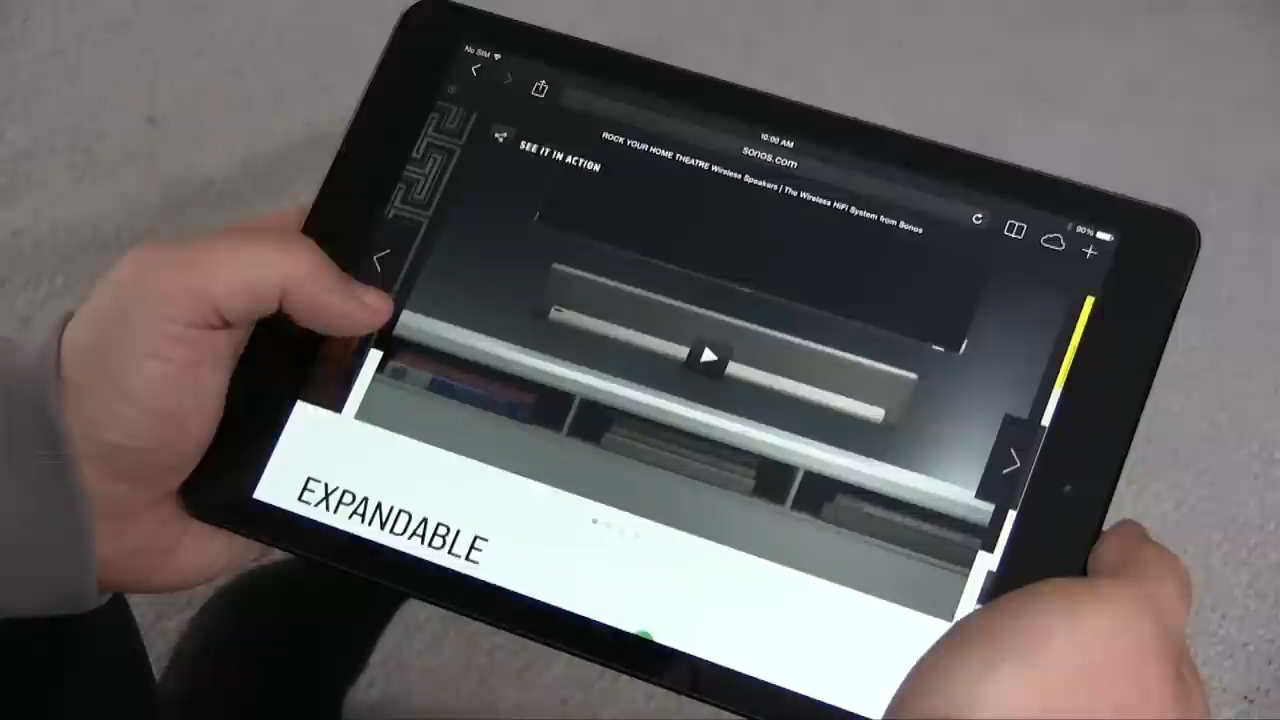 No SIM
10:00 AM
90%
sonos.com
ROCK YOUR HOME THEATRE Wireless Speakers | The Wireless HiFi System from Sonos
SEE IT IN ACTION
EXPANDABLE